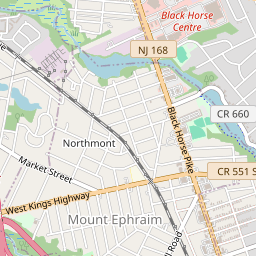 Black Horse
Centre
NJ 168
CR 660
Black Horse Pike
Northmont
Market Street
CR 551 S
West Kings Highway
Mount Ephraim
Road